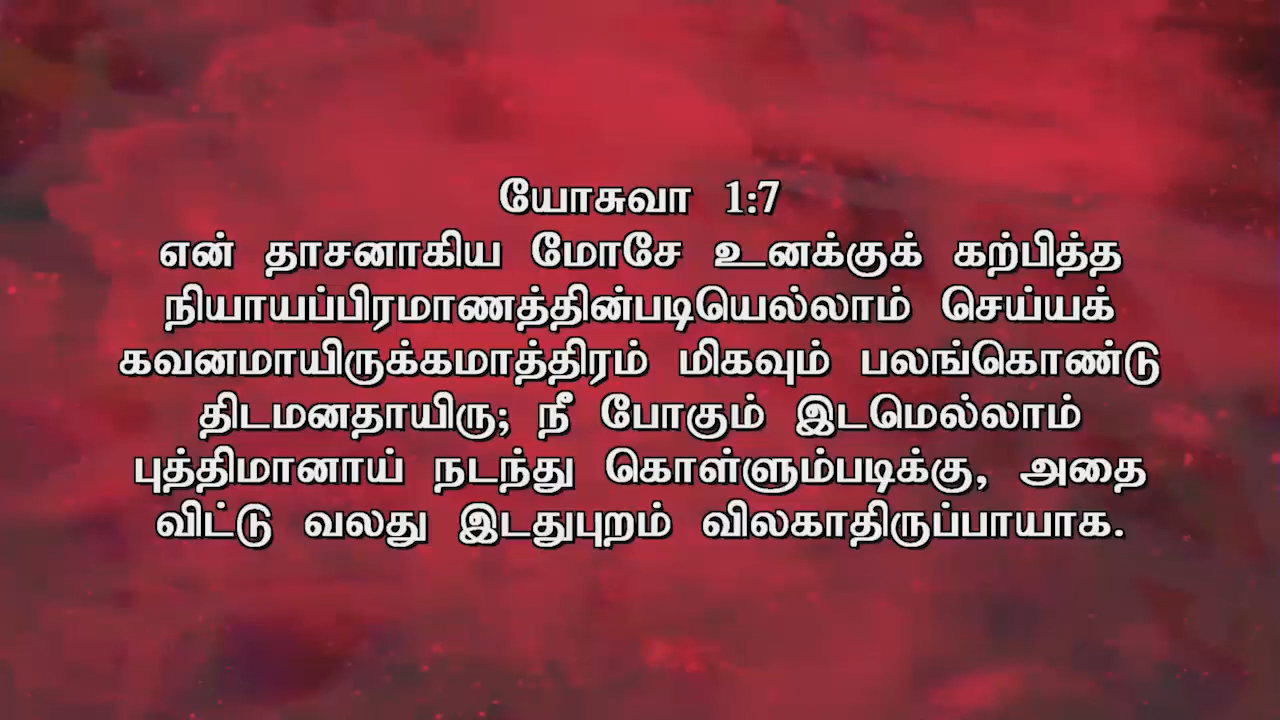 யோசுவா 1:7
என் தாசனாகிய மோசே உனக்குக் கற்பித்த
நியாயப்பிரமாணத்தின்படியெல்லாம் செய்யக்
கவனமாயிருக்கமாத்திரம் மிகவும் பலங்கொண்டு
திடமனதாயிரு; நீ போகும் இடமெல்லாம்
புத்திமானாய் நடந்து கொள்ளும்படிக்கு, அதை
விட்டு வலது இடதுபுறம் விலகாதிருப்பாயாக.